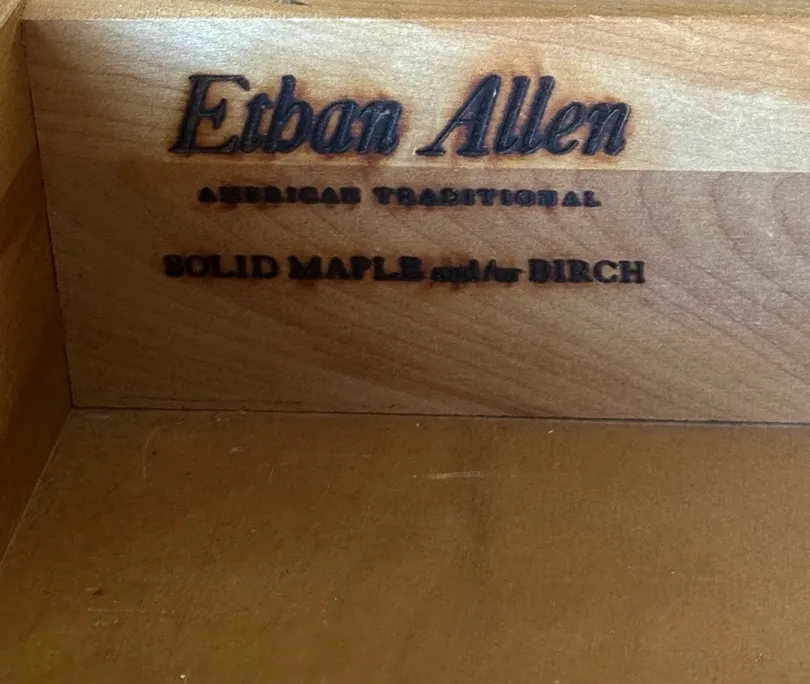 Ethan Allen
AMERICAN TRADITIONAL
SOLID MAPLE and/or BIRCH